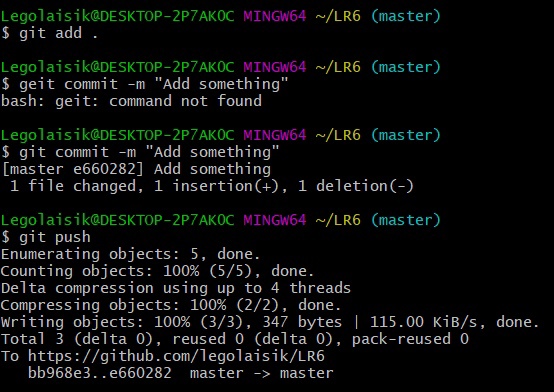 Legolaisik@DESKTOP-2P7AKOC MINGW64 ~/LR6 (master)
$ git add .
Legolaisik@DESKTOP-2P7AKOC MINGW64 ~/LR6 (master)
$ geit commit -m "Add something"
bash: geit: command not found
Legolaisik@DESKTOP-2P7AKOC MINGW64 ~/LR6 (master)
$ git commit -m "Add something"
[master e660282] Add something
 1 file changed, 1 insertion(+), 1 deletion(-)
Legolaisik@DESKTOP-2P7AKOC MINGW64 ~/LR6 (master)
$ git push
Enumerating objects: 5, done.
Counting objects: 100% (5/5), done.
Delta compression using up to 4 threads
Compressing objects: 100% (2/2), done.
Writing objects: 100% (3/3), 347 bytes | 115.00 KiB/s, done.
Total 3 (delta 0), reused 0 (delta 0), pack-reused 0
To https://github.com/legolaisik/LR6
   bb968e3..e660282  master -> master